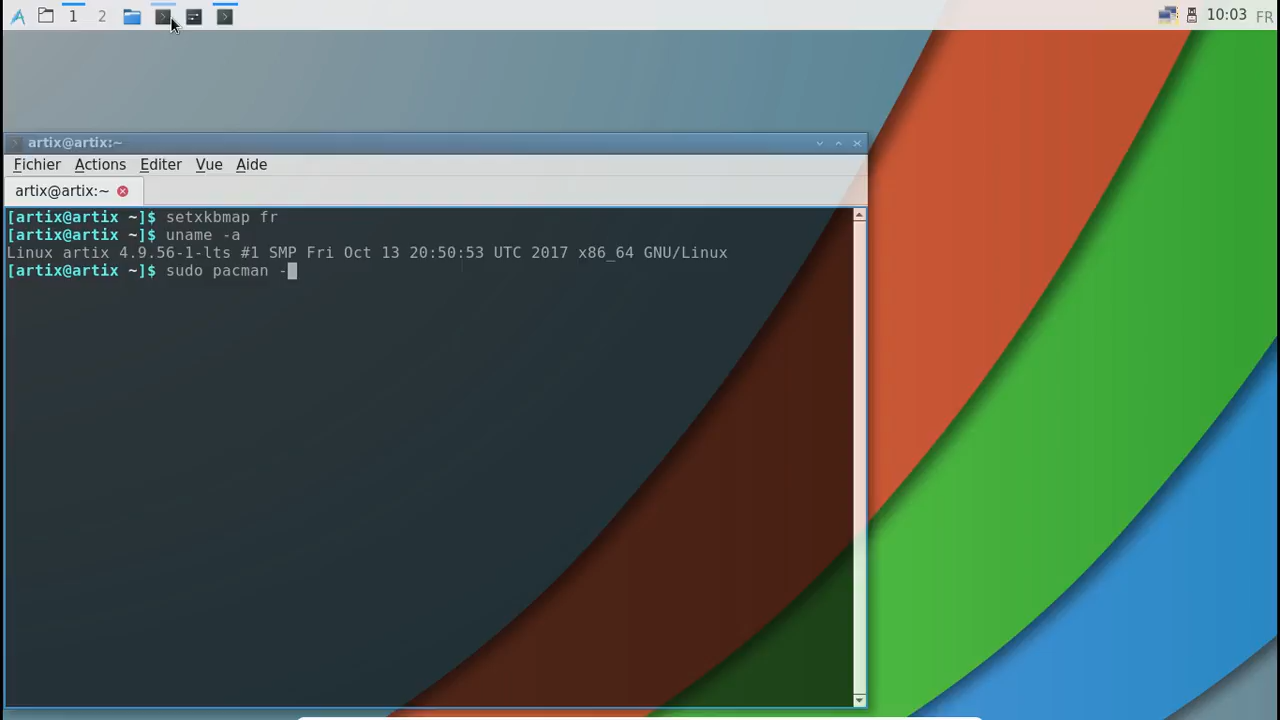 1 2 10:03 FR
artix@artix:~
Fichier Actions Editer Vue Aide
artix@artix:~
[artix@artix ~]$ setxkbmap fr
[artix@artix ~]$ uname -a
Linux artix 4.9.56-1-lts #1 SMP Fri Oct 13 20:50:53 UTC 2017 x86_64 GNU/Linux
[artix@artix ~]$ sudo pacman -